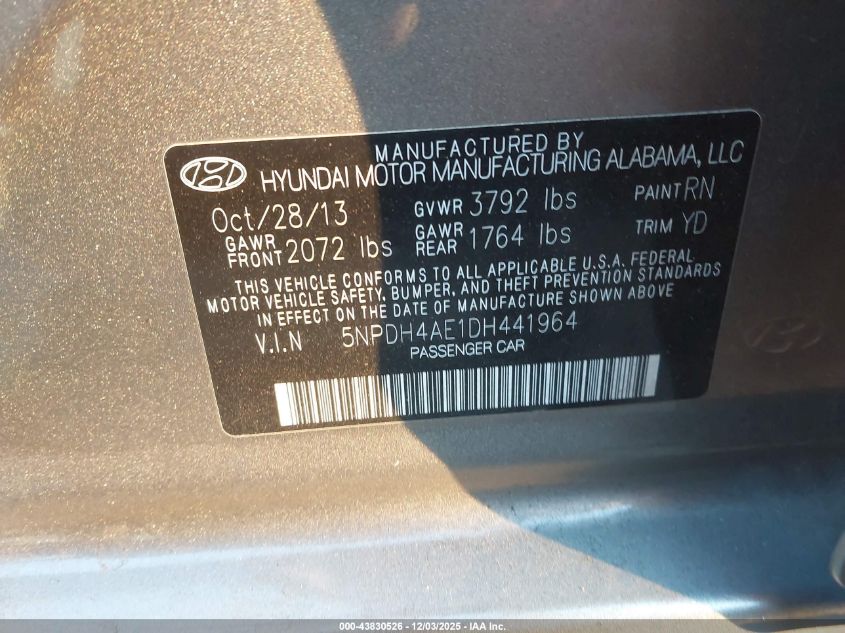 MANUFACTURED BY
HYUNDAI MOTOR MANUFACTURING ALABAMA, LLC
Oct/28/13 GVWR 3792 lbs PAINT RN
GAWR FRONT 2072 lbs GAWR REAR 1764 lbs TRIM YD
THIS VEHICLE CONFORMS TO ALL APPLICABLE U.S.A. FEDERAL
MOTOR VEHICLE SAFETY, BUMPER, AND THEFT PREVENTION STANDARDS
IN EFFECT ON THE DATE OF MANUFACTURE SHOWN ABOVE
V.I.N 5NPDH4AE1DH441964
PASSENGER CAR
000-43830526 - 12/03/2025 - IAA Inc.